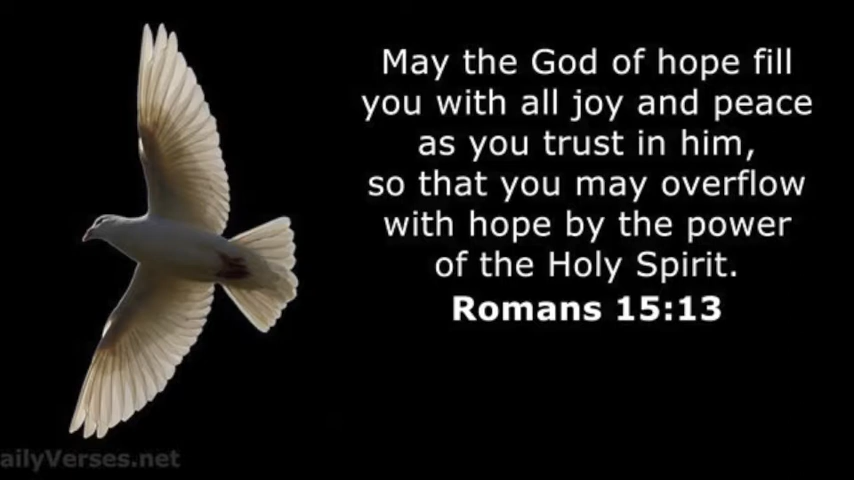 May the God of hope fill
you with all joy and peace
as you trust in him,
so that you may overflow
with hope by the power
of the Holy Spirit.
Romans 15:13
ailyVerses.net